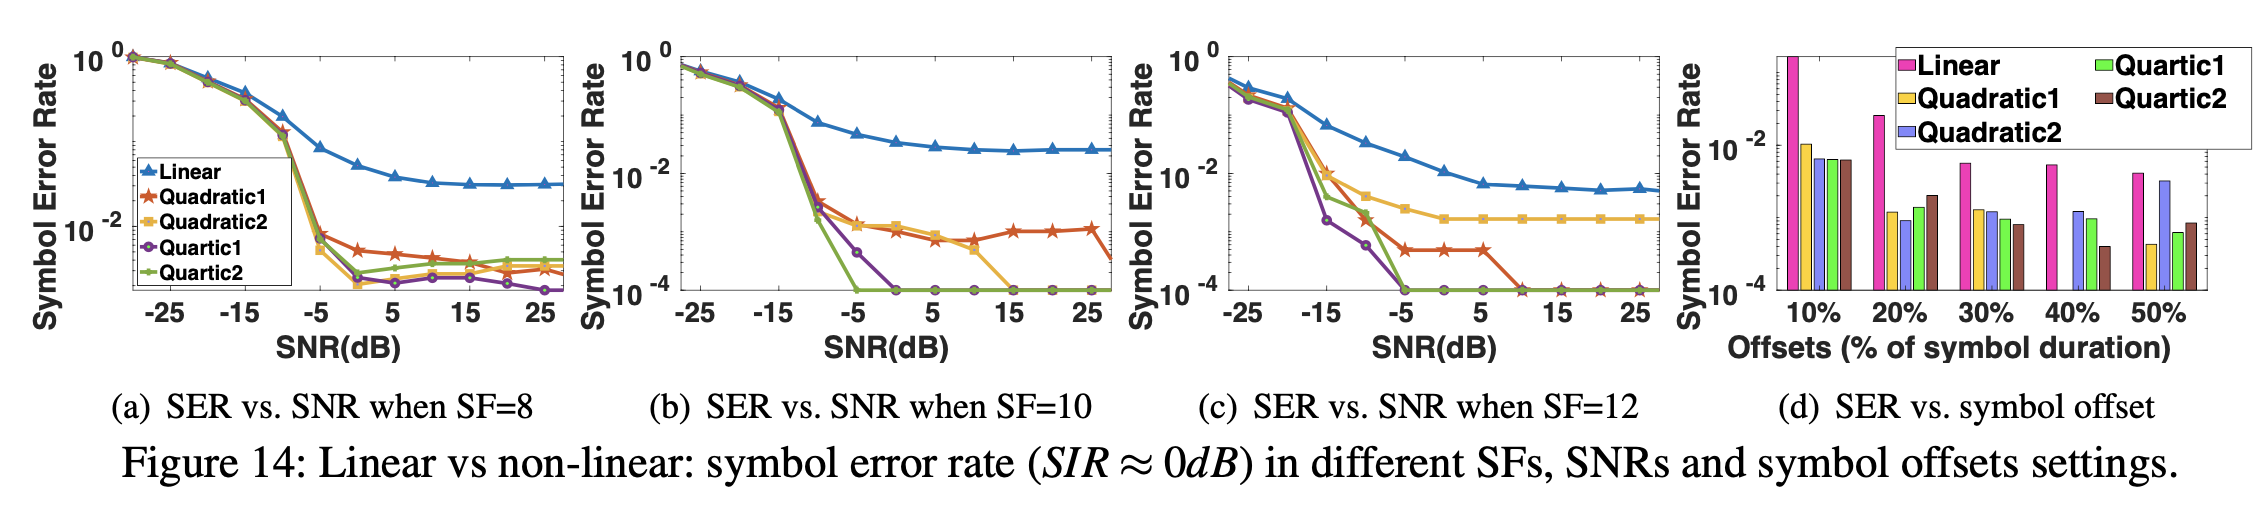 Symbol Error Rate
10 0
10 -2
Linear
Quadratic1
Quadratic2
Quartic1
Quartic2
-25 -15 -5 5 15 25
SNR(dB)
(a) SER vs. SNR when SF=8
Symbol Error Rate
10 0
10 -2
10 -4
-25 -15 -5 5 15 25
SNR(dB)
(b) SER vs. SNR when SF=10
Symbol Error Rate
10 0
10 -2
10 -4
-25 -15 -5 5 15 25
SNR(dB)
(c) SER vs. SNR when SF=12
Symbol Error Rate
10 -2
10 -4
Linear
Quadratic1
Quadratic2
Quartic1
Quartic2
10% 20% 30% 40% 50%
Offsets (% of symbol duration)
(d) SER vs. symbol offset
Figure 14: Linear vs non-linear: symbol error rate (SIR ≈ 0dB) in different SFs, SNRs and symbol offsets settings.